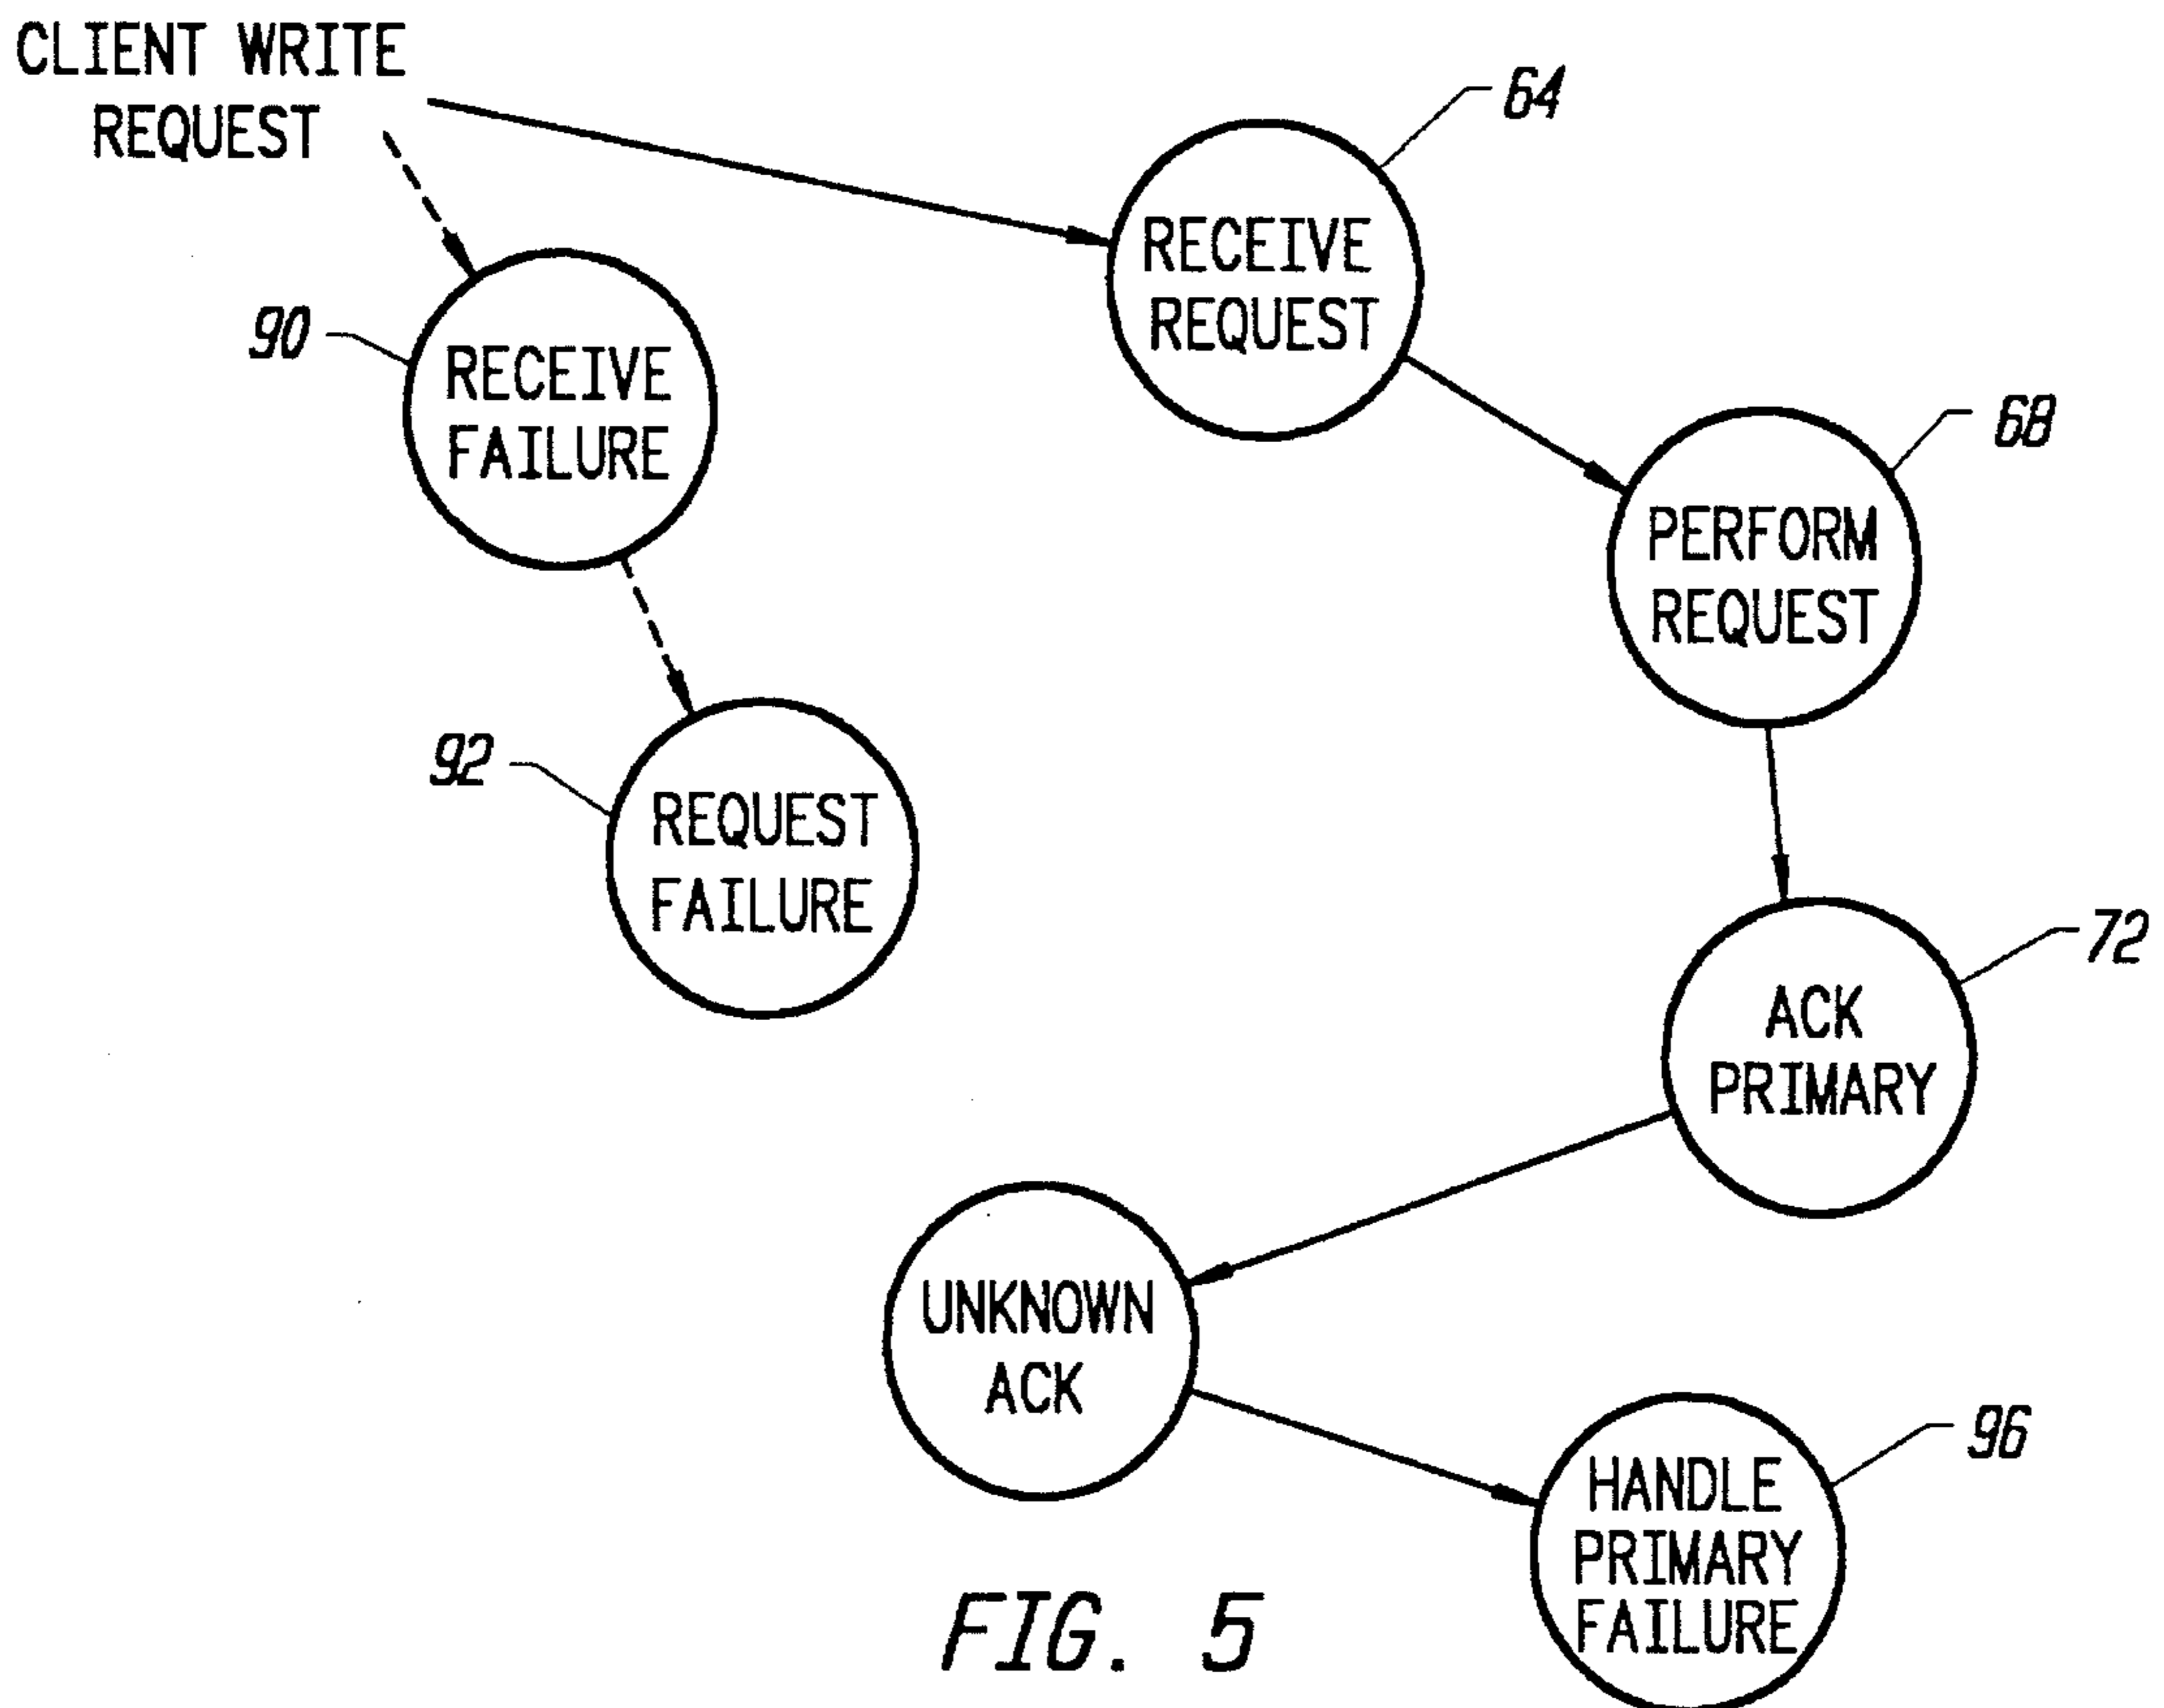 CLIENT WRITE
REQUEST
64
RECEIVE
REQUEST
90
RECEIVE
FAILURE
68
PERFORM
REQUEST
92
REQUEST
FAILURE
72
ACK
PRIMARY
UNKNOWN
ACK
96
HANDLE
PRIMARY
FAILURE
FIG. 5